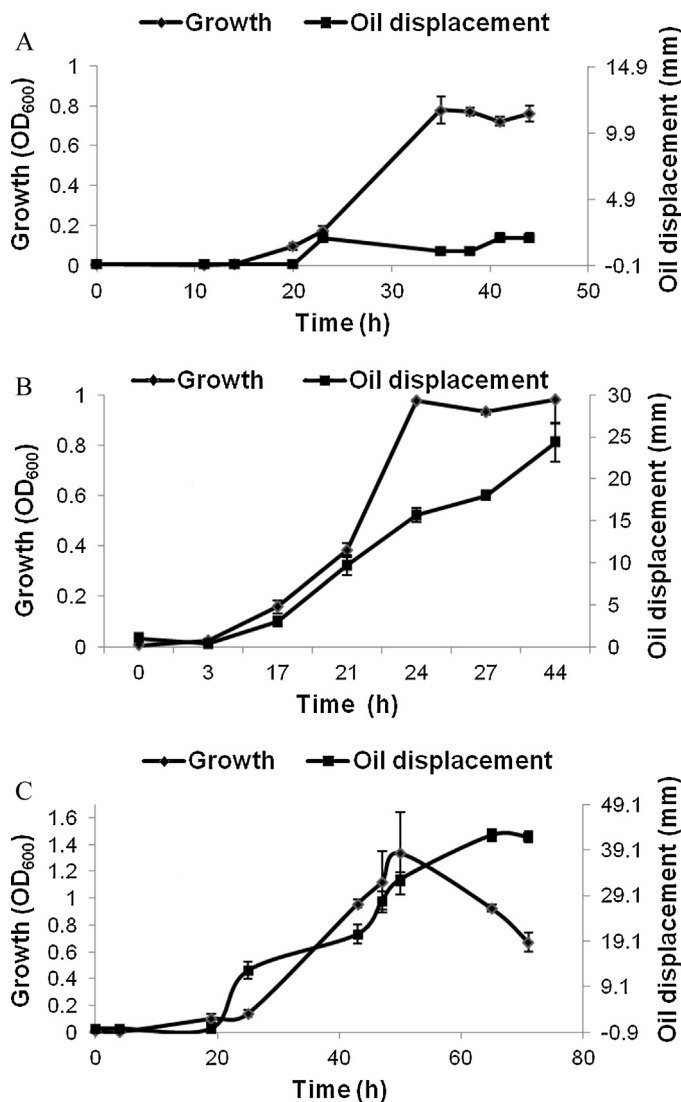 A
Growth
Oil displacement
Growth (OD600)
1
0.8
0.6
0.4
0.2
0
14.9
9.9
4.9
-0.1
Oil displacement (mm)
0 10 20 30 40 50
Time (h)
B
Growth
Oil displacement
Growth (OD600)
1
0.8
0.6
0.4
0.2
0
30
25
20
15
10
5
0
Oil displacement (mm)
0 3 17 21 24 27 44
Time (h)
Growth
Oil displacement
C
Growth (OD600)
1.6
1.4
1.2
1
0.8
0.6
0.4
0.2
0
49.1
39.1
29.1
19.1
9.1
-0.9
Oil displacement (mm)
0 20 40 60 80
Time (h)